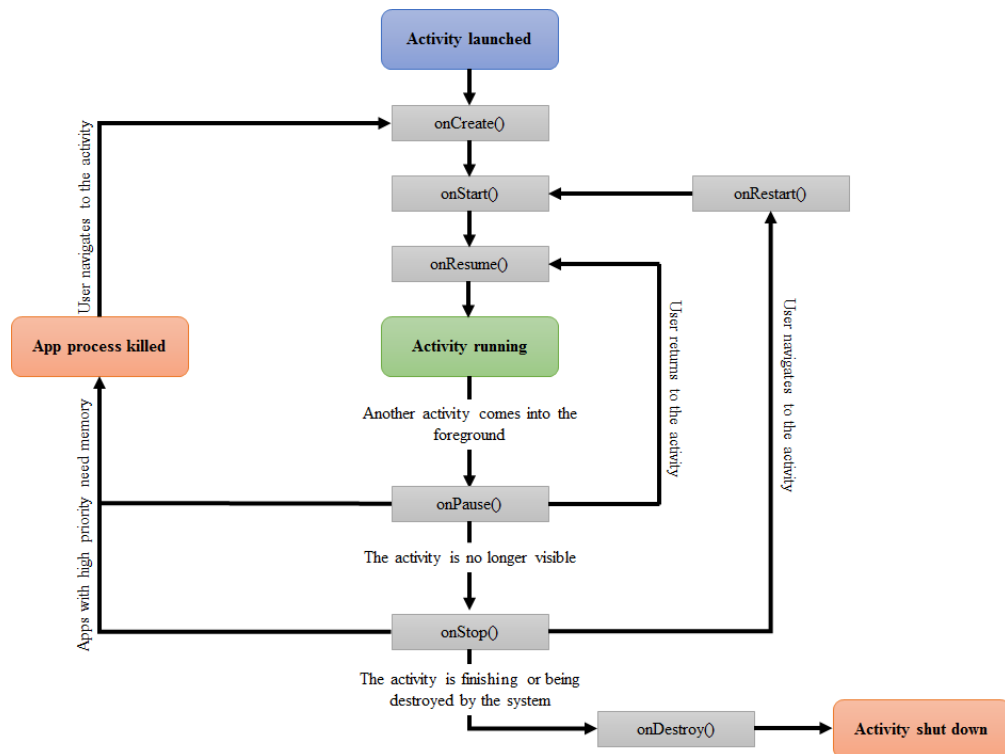 Activity launched
onCreate()
User navigates to the activity
onStart()
onRestart()
onResume()
App process killed
Activity running
User returns to the activity
User navigates to the activity
Another activity comes into the
foreground
Apps with high priority need memory
onPause()
The activity is no longer visible
onStop()
The activity is finishing or being
destroyed by the system
onDestroy()
Activity shut down